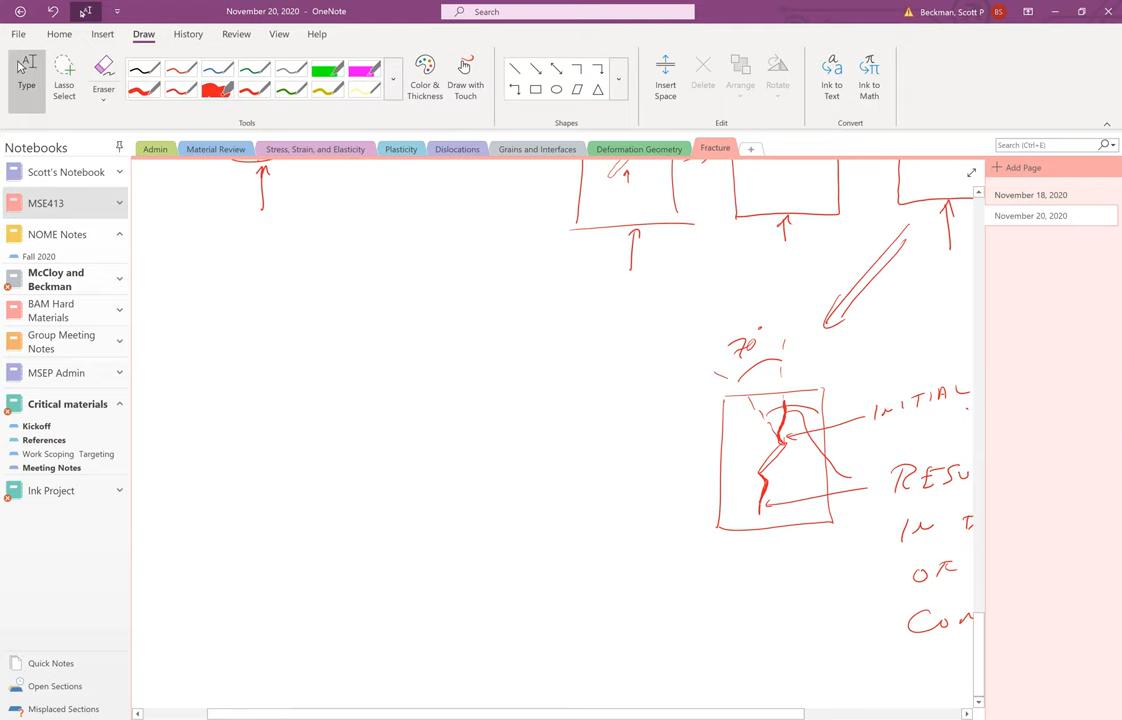 November 20, 2020 - OneNote
Search
Beckman, Scott P
BS
File
Home
Insert
Draw
History
Review
View
Help
Type
Lasso
Select
Eraser
Color &
Thickness
Draw with
Touch
Insert
Space
Delete
Arrange
Rotate
Ink to
Text
Ink to
Math
Tools
Shapes
Edit
Convert
Notebooks
Admin
Material Review
Stress, Strain, and Elasticity
Plasticity
Dislocations
Grains and Interfaces
Deformation Geometry
Fracture
Search (Ctrl+E)
Scott's Notebook
MSE413
NOME Notes
Fall 2020
McCloy and
Beckman
BAM Hard
Materials
Group Meeting
Notes
MSEP Admin
Critical materials
Kickoff
References
Work Scoping Targeting
Meeting Notes
Ink Project
Quick Notes
Open Sections
Misplaced Sections
Add Page
November 18, 2020
November 20, 2020
70°
INITIAL
RESU
IN I
OF
COM